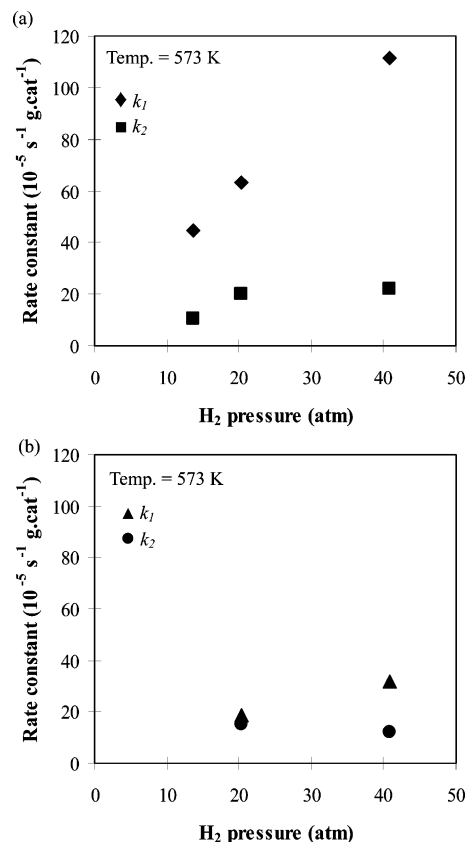 (a)
120
100
80
60
40
20
0
Temp. = 573 K
k1
k2
Rate constant (10⁻⁵ s⁻¹ g.cat⁻¹)
0 10 20 30 40 50
H₂ pressure (atm)
(b)
120
100
80
60
40
20
0
Temp. = 573 K
k1
k2
Rate constant (10⁻⁵ s⁻¹ g.cat⁻¹)
0 10 20 30 40 50
H₂ pressure (atm)